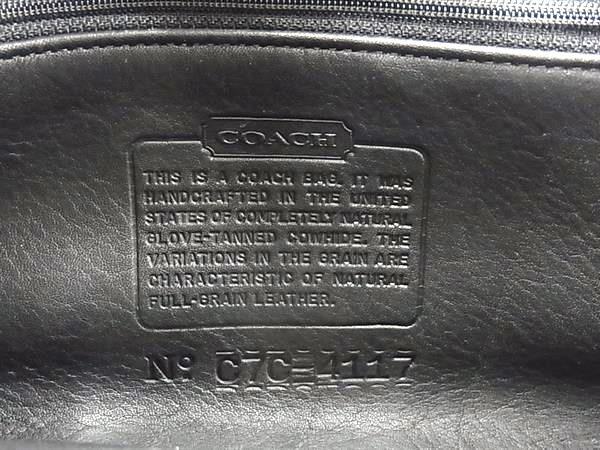 COACH
THIS IS A COACH BAG. IT WAS
HANDCRAFTED IN THE UNITED
STATES OF COMPLETELY NATURAL
GLOVE-TANNED COWHIDE. THE
VARIATIONS IN THE GRAIN ARE
CHARACTERISTIC OF NATURAL
FULL-GRAIN LEATHER.
Nº C7C-4117